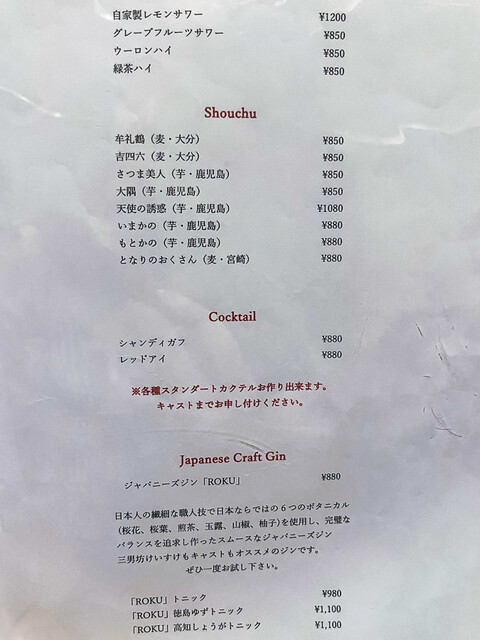 自家製レモンサワー ¥1200
グレープフルーツサワー ¥850
ウーロンハイ ¥850
緑茶ハイ ¥850
Shouchu
牟礼鶴（麦・大分） ¥850
吉四六（麦・大分） ¥850
さつま美人（芋・鹿児島） ¥850
大隅（芋・鹿児島） ¥850
天使の誘惑（芋・鹿児島） ¥1080
いまかの（芋・鹿児島） ¥880
もとかの（芋・鹿児島） ¥880
となりのおくさん（麦・宮崎） ¥880
Cocktail
シャンディガフ ¥880
レッドアイ ¥880
※各種スタンダートカクテルお作り出来ます。
キャストまでお申し付けください。
Japanese Craft Gin
ジャパニーズジン「ROKU」 ¥880
日本人の繊細な職人技で日本ならではの６つのボタニカル
(桜花、桜葉、煎茶、玉露、山椒、柚子)を使用し、完璧な
バランスを追求し作ったスムースなジャパニーズジン
三男坊けいすけもキャストもオススメのジンです。
ぜひ一度お試し下さい。
「ROKU」トニック ¥980
「ROKU」徳島ゆずトニック ¥1,100
「ROKU」高知しょうがトニック ¥1,100